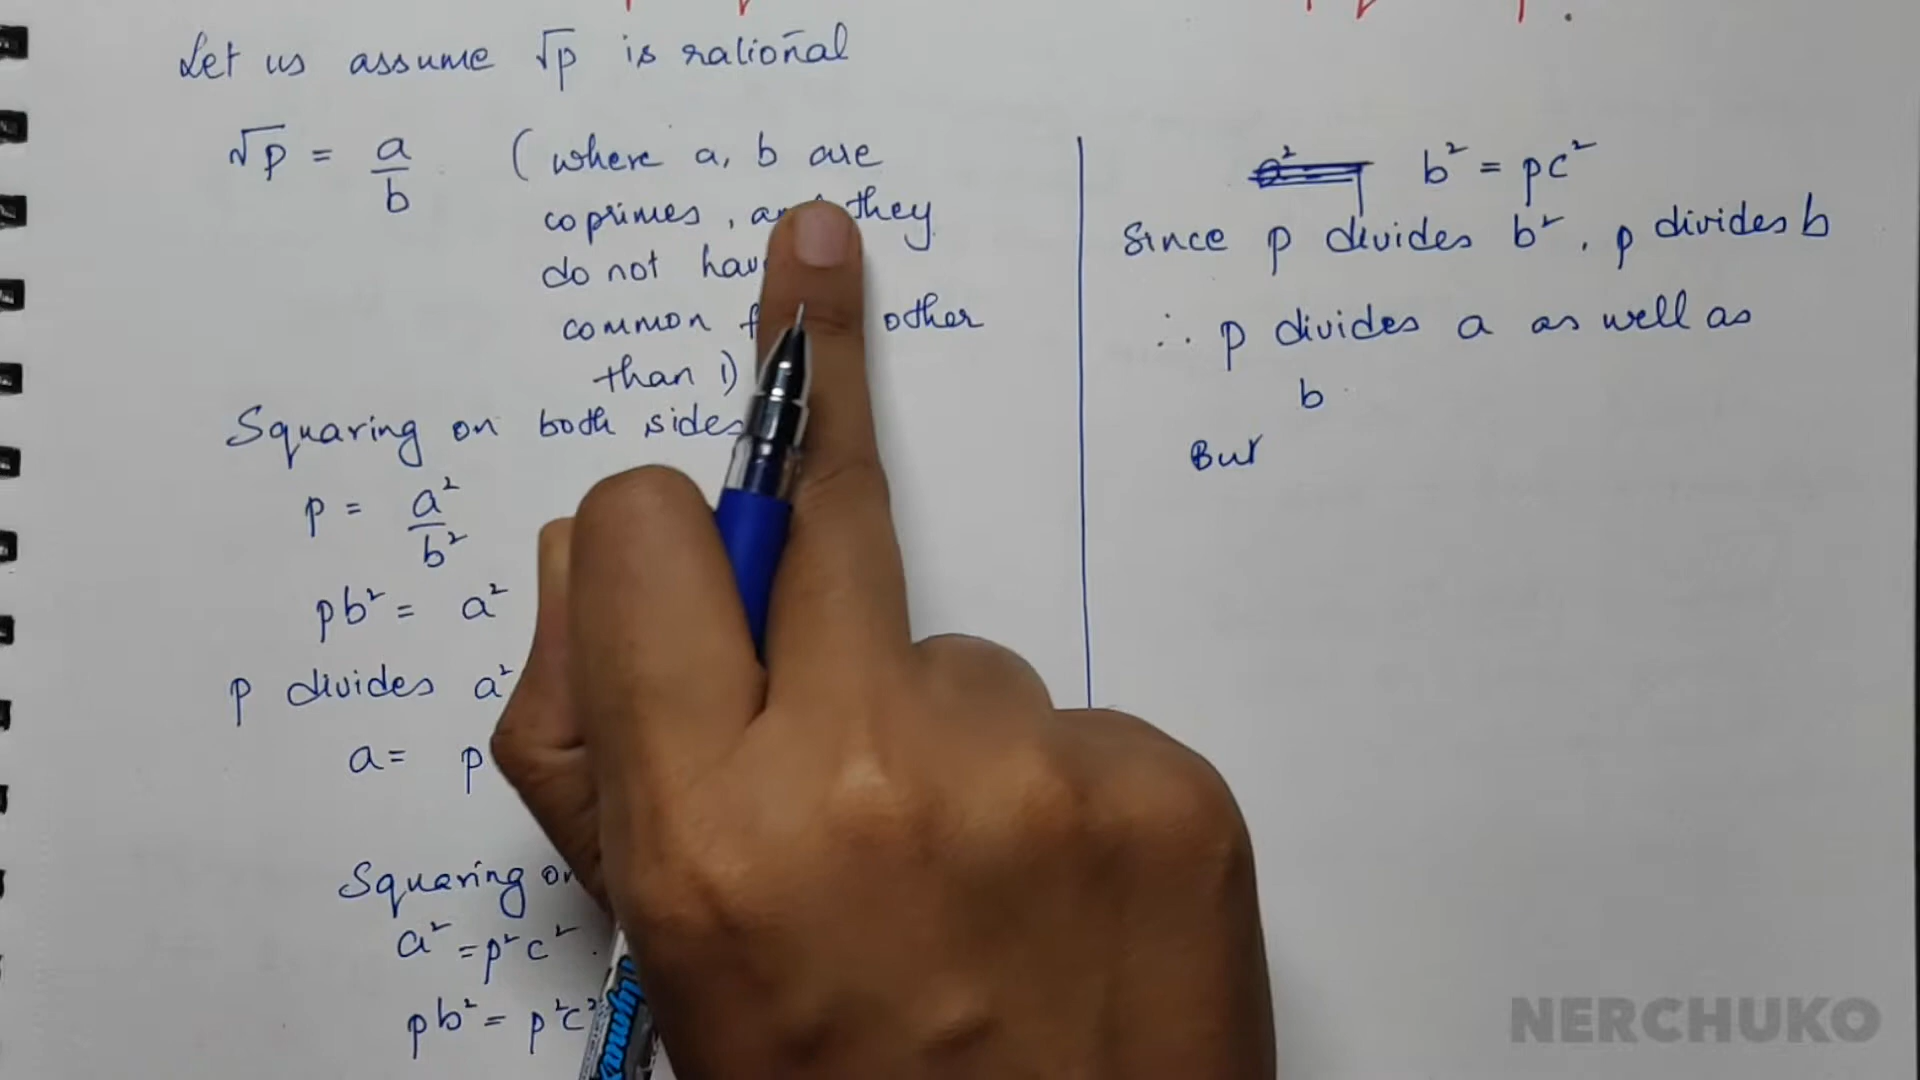 Let us assume √p is rational
√p = a/b (where a, b are
coprimes, they
do not
common other
than 1)
Squaring on both sides
p = a²/b²
pb² = a²
p divides a²
a = p
Squaring
a² = p²c²
pb² = p²c²
b² = pc²
Since p divides b², p divides b
∴ p divides a as well as
b
But
NERCHUKO